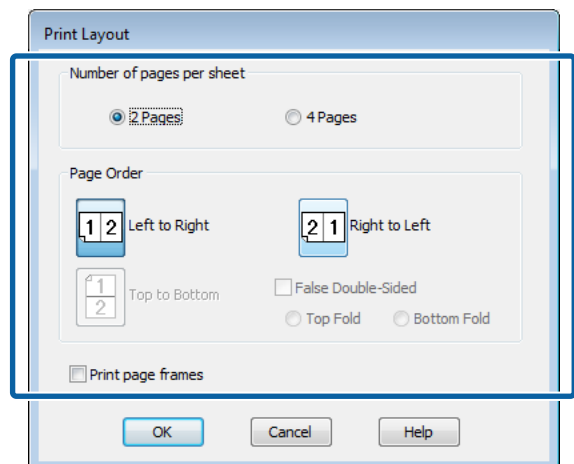 Print Layout
Number of pages per sheet
2 Pages 4 Pages
Page Order
1 2 Left to Right 2 1 Right to Left
1
2
Top to Bottom False Double-Sided
Top Fold Bottom Fold
Print page frames
OK Cancel Help